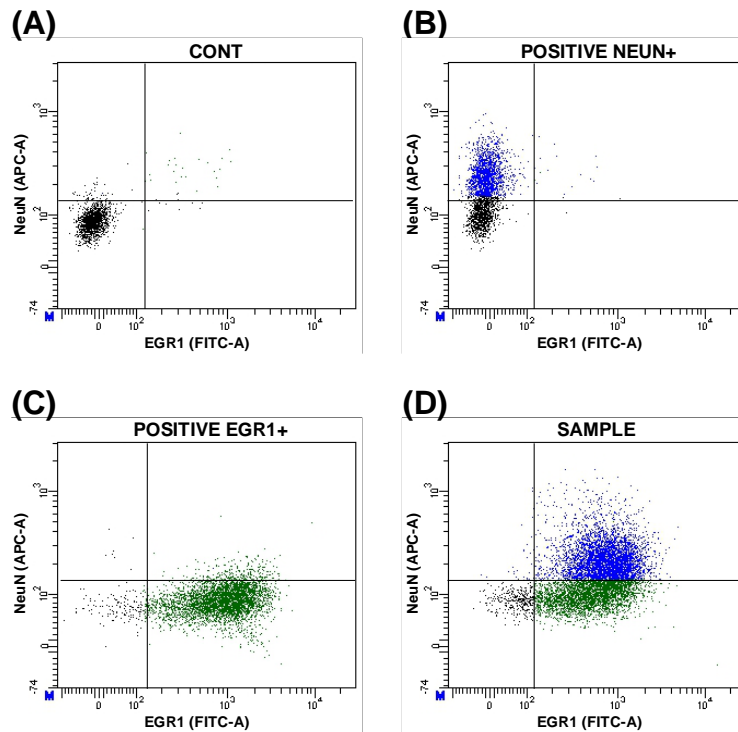 (A)
CONT
NeuN (APC-A)
10³
10²
0
-74
M
0 10² 10³ 10⁴
EGR1 (FITC-A)
(B)
POSITIVE NEUN+
NeuN (APC-A)
10³
10²
0
-74
M
0 10² 10³ 10⁴
EGR1 (FITC-A)
(C)
POSITIVE EGR1+
NeuN (APC-A)
10³
10²
0
-74
M
0 10² 10³ 10⁴
EGR1 (FITC-A)
(D)
SAMPLE
NeuN (APC-A)
10³
10²
0
-74
M
0 10² 10³ 10⁴
EGR1 (FITC-A)